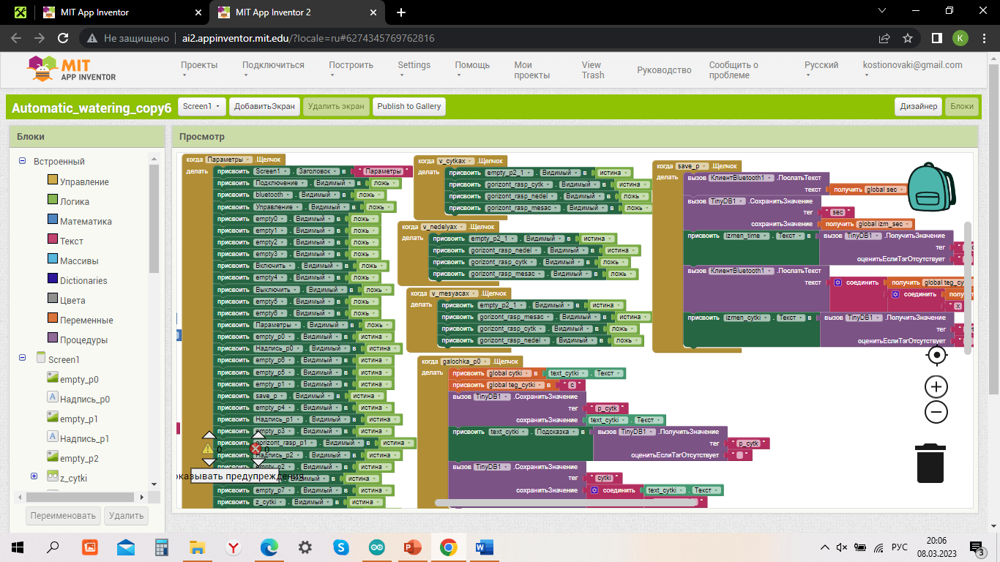 MIT App Inventor
MIT App Inventor 2
Не защищено
ai2.appinventor.mit.edu/?locale=ru#6274345769762816
K
MIT
APP INVENTOR
Проекты
Подключиться
Построить
Settings
Помощь
Мои проекты
View Trash
Руководство
Сообщить о проблеме
Русский
kostionovaki@gmail.com
Automatic_watering_copy6
Screen1
ДобавитьЭкран
Удалить экран
Publish to Gallery
Дизайнер
Блоки
Блоки
Просмотр
Встроенный
Управление
Логика
Математика
Текст
Массивы
Dictionaries
Цвета
Переменные
Процедуры
Screen1
empty_p0
Надпись_p0
empty_p1
Надпись_p1
empty_p2
z_cytki
Переименовать
Удалить
когда Параметры .Щелчок
делать присвоить Screen1 . Заголовок в " Параметры "
присвоить Подключение . Видимый в ложь
присвоить bluetooth . Видимый в ложь
присвоить Управление . Видимый в ложь
присвоить empty0 . Видимый в ложь
присвоить empty1 . Видимый в ложь
присвоить empty2 . Видимый в ложь
присвоить empty3 . Видимый в ложь
присвоить Включить . Видимый в ложь
присвоить empty4 . Видимый в ложь
присвоить Выключить . Видимый в ложь
присвоить empty5 . Видимый в ложь
присвоить empty6 . Видимый в ложь
присвоить Параметры . Видимый в ложь
присвоить empty_p0 . Видимый в истина
присвоить Надпись_p0 . Видимый в истина
присвоить empty_p6 . Видимый в истина
присвоить empty_p5 . Видимый в истина
присвоить empty_p1 . Видимый в истина
присвоить save_p . Видимый в истина
присвоить empty_p4 . Видимый в истина
присвоить Надпись_p1 . Видимый в истина
присвоить empty_p3 . Видимый в истина
присвоить gorizont_rasp_p1 . Видимый в истина
присвоить Надпись_p2 . Видимый в истина
присвоить empty_p2 . Видимый в истина
. Видимый в истина
присвоить empty_p7 . Видимый в истина
присвоить z_cytki . Видимый в истина
0
0
показывать предупреждения
когда v_cytkax .Щелчок
делать присвоить empty_p2_1 . Видимый в истина
присвоить gorizont_rasp_cytk . Видимый в истина
присвоить gorizont_rasp_nedel . Видимый в ложь
присвоить gorizont_rasp_mesac . Видимый в ложь
когда v_nedelyax .Щелчок
делать присвоить empty_p2_1 . Видимый в истина
присвоить gorizont_rasp_nedel . Видимый в истина
присвоить gorizont_rasp_cytk . Видимый в ложь
присвоить gorizont_rasp_mesac . Видимый в ложь
когда v_mesyacax .Щелчок
делать присвоить empty_p2_1 . Видимый в истина
присвоить gorizont_rasp_mesac . Видимый в истина
присвоить gorizont_rasp_cytk . Видимый в ложь
присвоить gorizont_rasp_nedel . Видимый в ложь
когда galochka_p0 .Щелчок
делать присвоить global cytki в text_cytki . Текст
присвоить global teg_cytki в " c "
вызов TinyDB1 .СохранитьЗначение
тег " p_cytk "
сохранитьЗначение text_cytki . Текст
присвоить text_cytki . Подсказка в вызов TinyDB1 .ПолучитьЗначение
тег " p_cytk "
оценитьЕслиТэгОтсутствует " "
вызов TinyDB1 .СохранитьЗначение
тег " cytki "
сохранитьЗначение соединить text_cytki . Текст
когда save_p .Щелчок
делать вызов КлиентBluetooth1 .ПослатьТекст
текст получить global sec
вызов TinyDB1 .СохранитьЗначение
тег " sec "
сохранитьЗначение получить global izm_sec
присвоить izmen_time . Текст в вызов TinyDB1 .ПолучитьЗначение
тег
оценитьЕслиТэгОтсутствует
вызов КлиентBluetooth1 .ПослатьТекст
текст соединить получить global teg_cy
соединить
" x
присвоить izmen_cytki . Текст в вызов TinyDB1 .ПолучитьЗначение
тег
оценитьЕслиТэгОтсутствует
РУС
20:06
08.03.2023
3